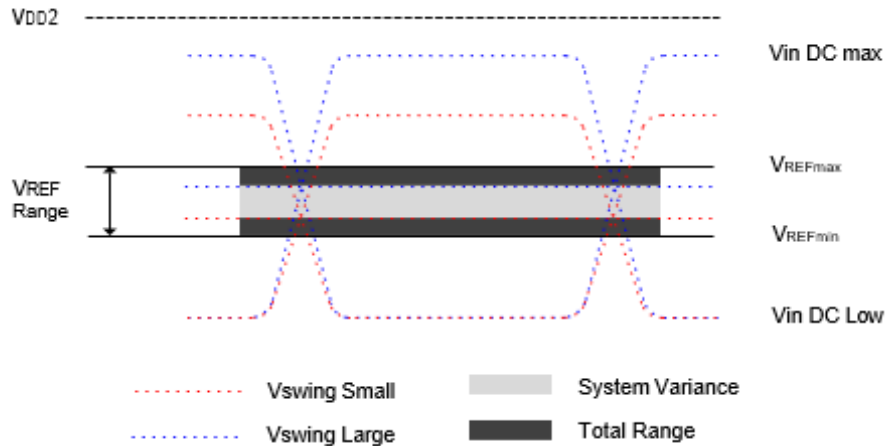 VDD2
Vin DC max
VREFmax
VREF
Range
VREFmin
Vin DC Low
Vswing Small
System Variance
Vswing Large
Total Range